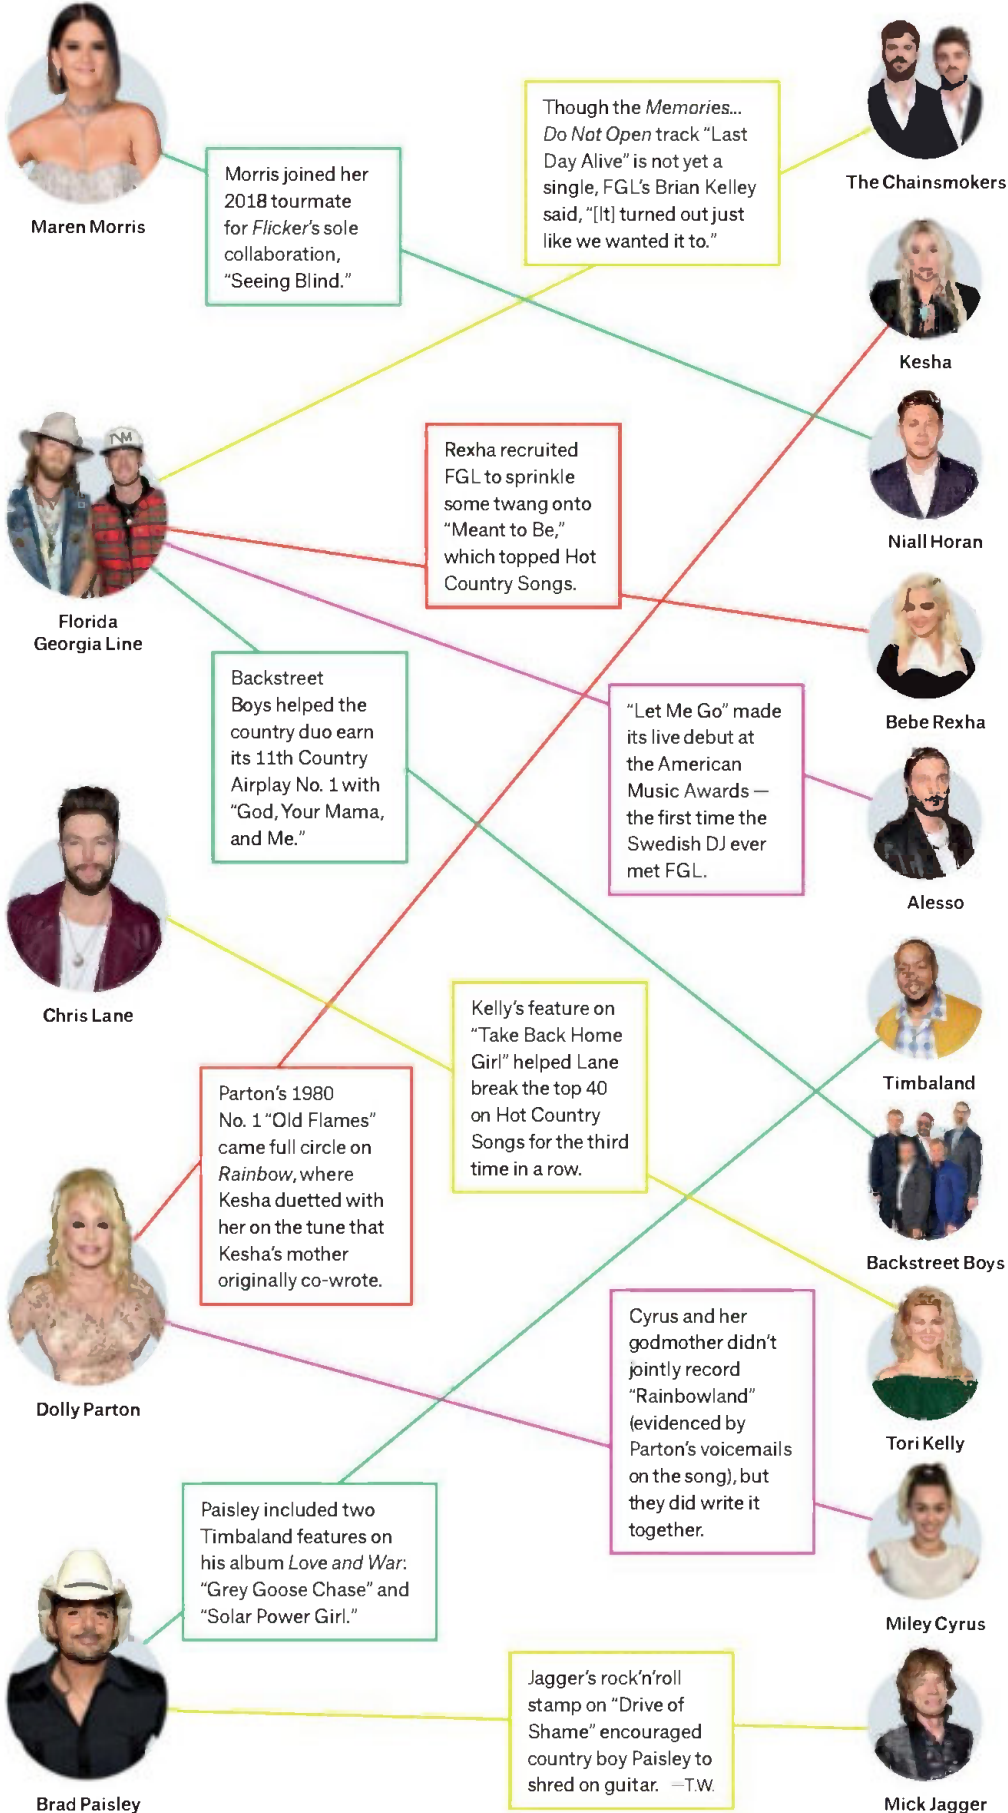 Maren Morris
Morris joined her
2018 tourmate
for Flicker's sole
collaboration,
"Seeing Blind."
Though the Memories...
Do Not Open track "Last
Day Alive" is not yet a
single, FGL's Brian Kelley
said, "[It] turned out just
like we wanted it to."
The Chainsmokers
Kesha
Niall Horan
Florida
Georgia Line
Rexha recruited
FGL to sprinkle
some twang onto
"Meant to Be,"
which topped Hot
Country Songs.
Bebe Rexha
Backstreet
Boys helped the
country duo earn
its 11th Country
Airplay No. 1 with
"God, Your Mama,
and Me."
"Let Me Go" made
its live debut at
the American
Music Awards —
the first time the
Swedish DJ ever
met FGL.
Alesso
Chris Lane
Kelly's feature on
"Take Back Home
Girl" helped Lane
break the top 40
on Hot Country
Songs for the third
time in a row.
Timbaland
Backstreet Boys
Parton's 1980
No. 1 "Old Flames"
came full circle on
Rainbow, where
Kesha duetted with
her on the tune that
Kesha's mother
originally co-wrote.
Dolly Parton
Cyrus and her
godmother didn't
jointly record
"Rainbowland"
(evidenced by
Parton's voicemails
on the song), but
they did write it
together.
Tori Kelly
Miley Cyrus
Paisley included two
Timbaland features on
his album Love and War:
"Grey Goose Chase" and
"Solar Power Girl."
Brad Paisley
Jagger's rock'n'roll
stamp on "Drive of
Shame" encouraged
country boy Paisley to
shred on guitar. —T.W.
Mick Jagger